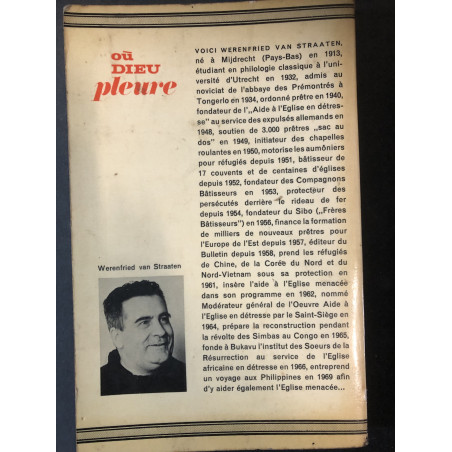 où
DIEU
pleure
VOICI WERENFRIED VAN STRAATEN,
né à Mijdrecht (Pays-Bas) en 1913,
étudiant en philologie classique à l'uni-
versité d'Utrecht en 1932, admis au
noviciat de l'abbaye des Prémontrés à
Tongerlo en 1934, ordonné prêtre en 1940,
fondateur de l'„Aide à l'Eglise en détres-
se" au service des expulsés allemands en
1948, soutien de 3.000 prêtres „sac au
dos" en 1949, initiateur des chapelles
roulantes en 1950, motorise les aumôniers
pour réfugiés depuis 1951, bâtisseur de
17 couvents et de centaines d'églises
depuis 1952, fondateur des Compagnons
Bâtisseurs en 1953, protecteur des
persécutés derrière le rideau de fer
depuis 1954, fondateur du Sibo („Frères
Bâtisseurs") en 1956, finance la formation
de milliers de nouveaux prêtres pour
l'Europe de l'Est depuis 1957, éditeur du
Bulletin depuis 1958, prend les réfugiés
de Chine, de la Corée du Nord et du
Nord-Vietnam sous sa protection en
1961, insère l'aide à l'Eglise menacée
dans son programme en 1962, nommé
Modérateur général de l'Oeuvre Aide à
l'Eglise en détresse par le Saint-Siège en
1964, prépare la reconstruction pendant
la révolte des Simbas au Congo en 1965,
fonde à Bukavu l'institut des Soeurs de la
Résurrection au service de l'Eglise
africaine en détresse en 1966, entreprend
un voyage aux Philippines en 1969 afin
d'y aider également l'Eglise menacée...
Werenfried van Straaten